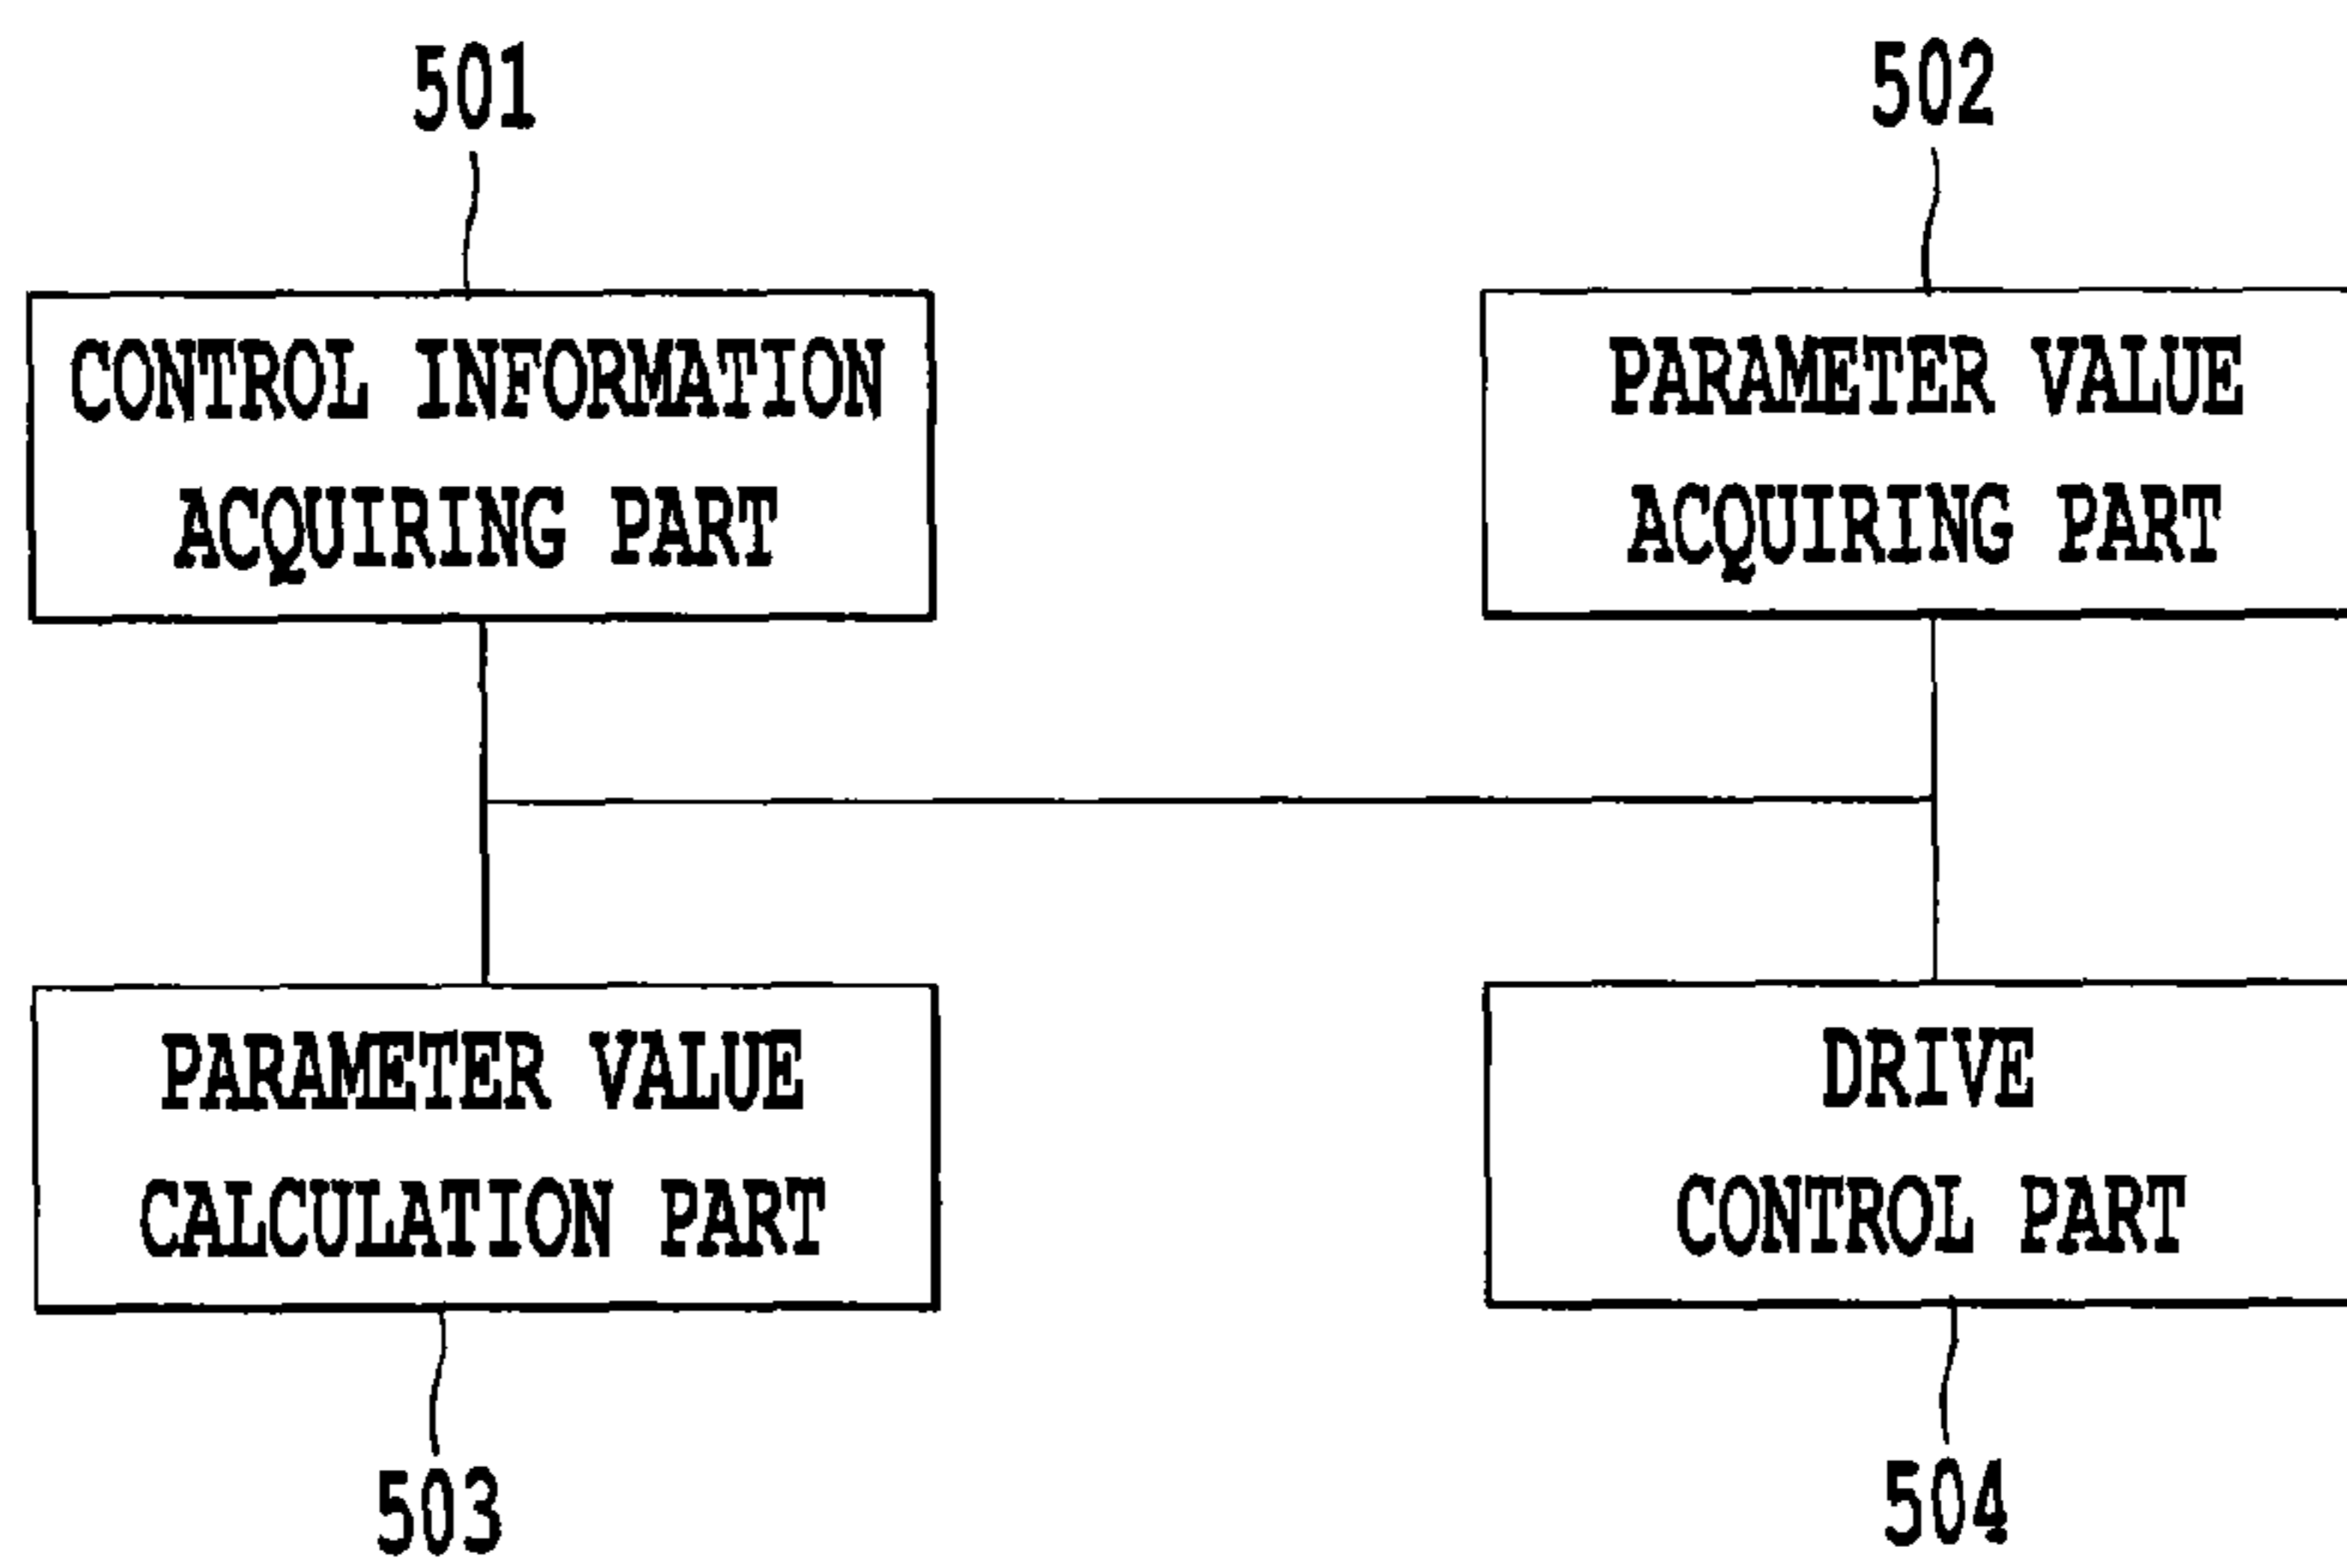 501
CONTROL INFORMATION
ACQUIRING PART
502
PARAMETER VALUE
ACQUIRING PART
PARAMETER VALUE
CALCULATION PART
503
DRIVE
CONTROL PART
504